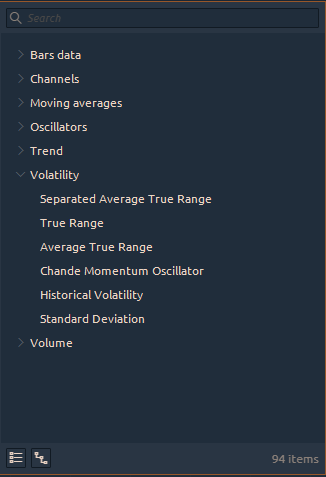 Search
Bars data
Channels
Moving averages
Oscillators
Trend
Volatility
Separated Average True Range
True Range
Average True Range
Chande Momentum Oscillator
Historical Volatility
Standard Deviation
Volume
94 items